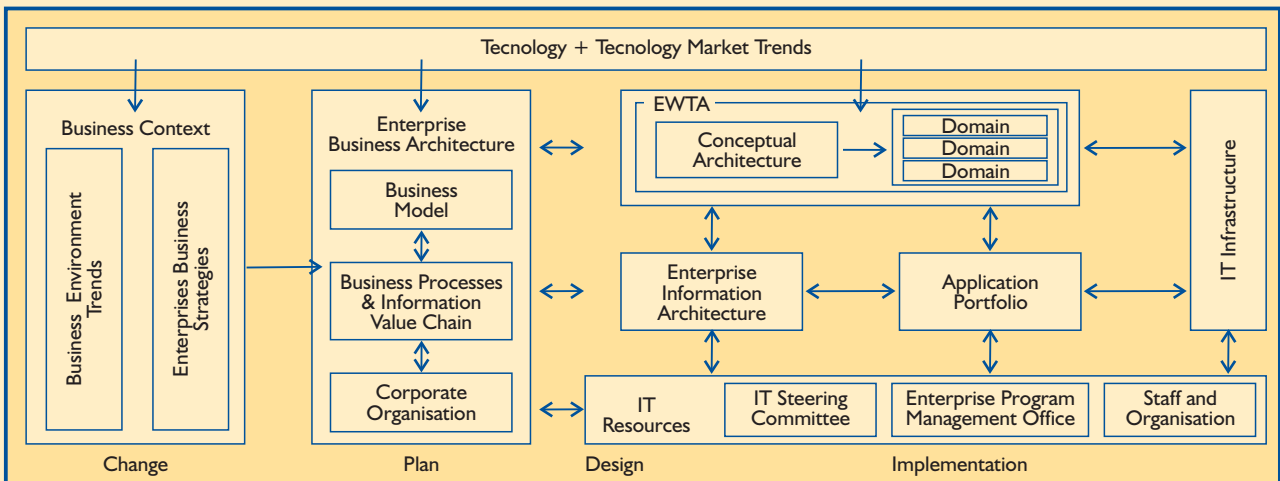 Tecnology + Tecnology Market Trends
Business Context
Business Environment
Trends
Enterprises Business
Strategies
Enterprise
Business Architecture
Business
Model
Business Processes
& Information
Value Chain
Corporate
Organisation
EWTA
Conceptual
Architecture
Domain
Domain
Domain
Enterprise
Information
Architecture
Application
Portfolio
IT Infrastructure
IT
Resources
IT Steering
Committee
Enterprise Program
Management Office
Staff and
Organisation
Change
Plan
Design
Implementation